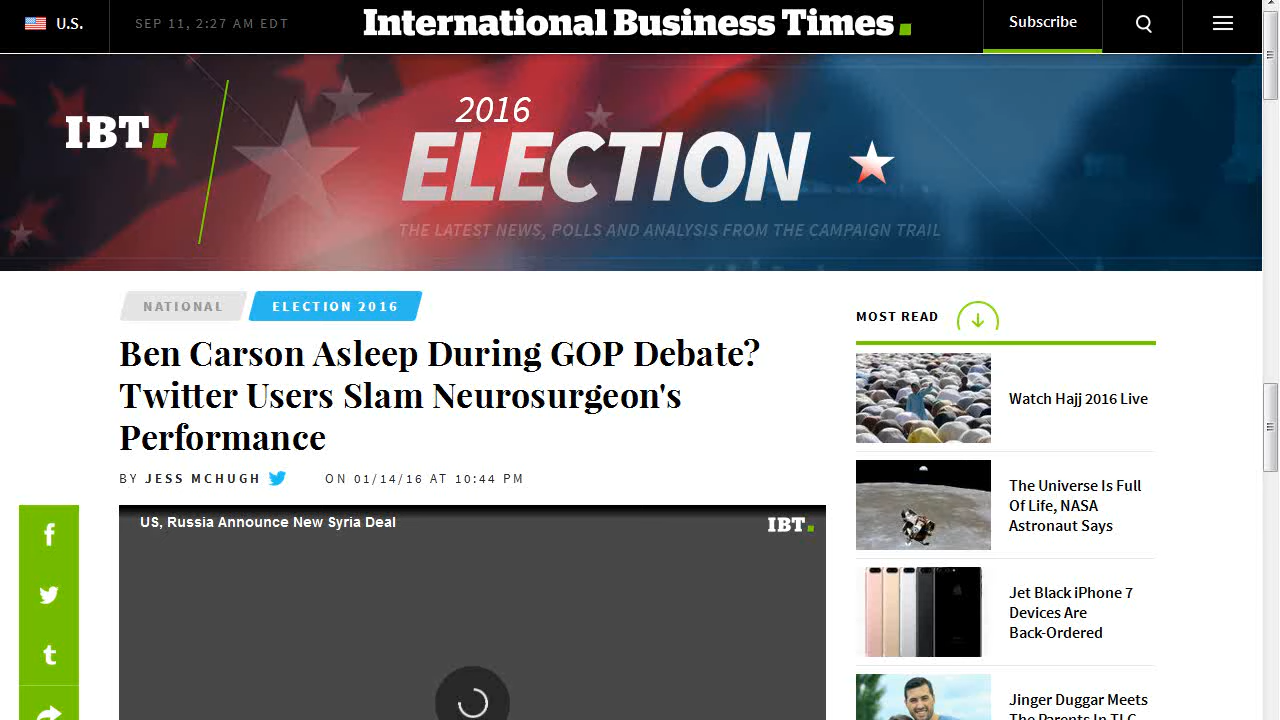 U.S.
SEP 11, 2:27 AM EDT
International Business Times
Subscribe
IBT
2016
ELECTION
THE LATEST NEWS, POLLS AND ANALYSIS FROM THE CAMPAIGN TRAIL
NATIONAL
ELECTION 2016
Ben Carson Asleep During GOP Debate?
Twitter Users Slam Neurosurgeon's
Performance
BY JESS MCHUGH
ON 01/14/16 AT 10:44 PM
US, Russia Announce New Syria Deal
IBT
MOST READ
Watch Hajj 2016 Live
The Universe Is Full
Of Life, NASA
Astronaut Says
Jet Black iPhone 7
Devices Are
Back-Ordered
Jinger Duggar Meets
The Parents In TLC